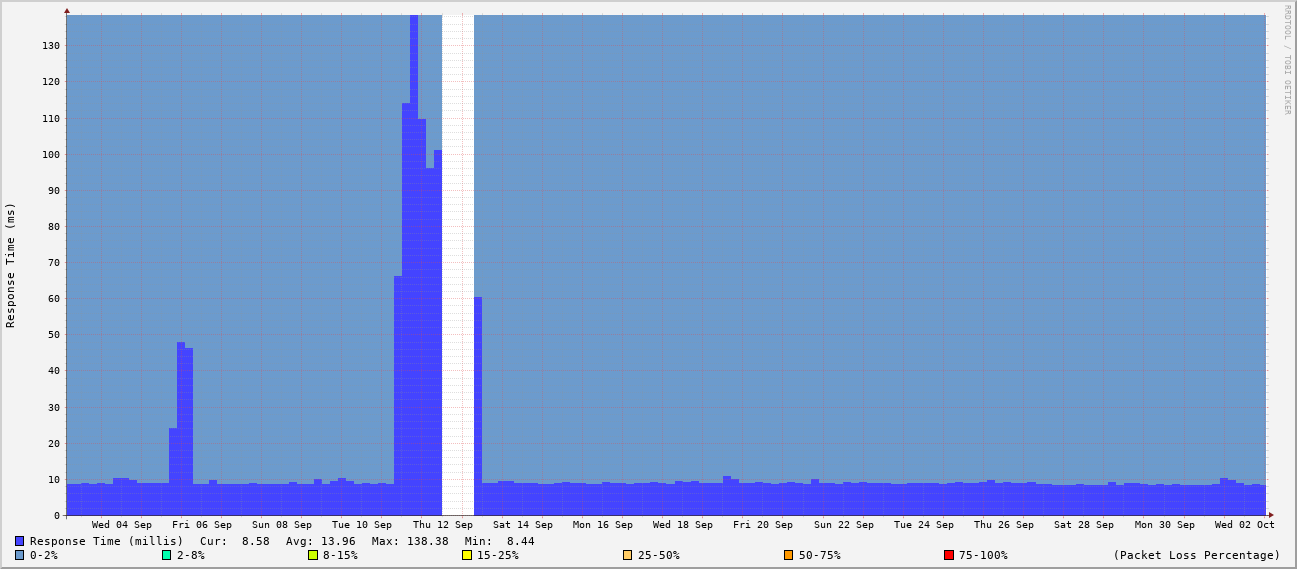 RRDTOOL / TOBI OETIKER
Response Time (ms)
130
120
110
100
90
80
70
60
50
40
30
20
10
0
Wed 04 Sep Fri 06 Sep Sun 08 Sep Tue 10 Sep Thu 12 Sep Sat 14 Sep Mon 16 Sep Wed 18 Sep Fri 20 Sep Sun 22 Sep Tue 24 Sep Thu 26 Sep Sat 28 Sep Mon 30 Sep Wed 02 Oct
Response Time (millis) Cur: 8.58 Avg: 13.96 Max: 138.38 Min: 8.44
0-2% 2-8% 8-15% 15-25% 25-50% 50-75% 75-100% (Packet Loss Percentage)